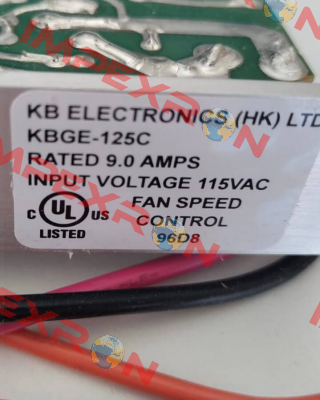 KB ELECTRONICS (HK) LTD
KBGE-125C
RATED 9.0 AMPS
INPUT VOLTAGE 115VAC
C UL US FAN SPEED
LISTED CONTROL
96D8
IMPEXRON